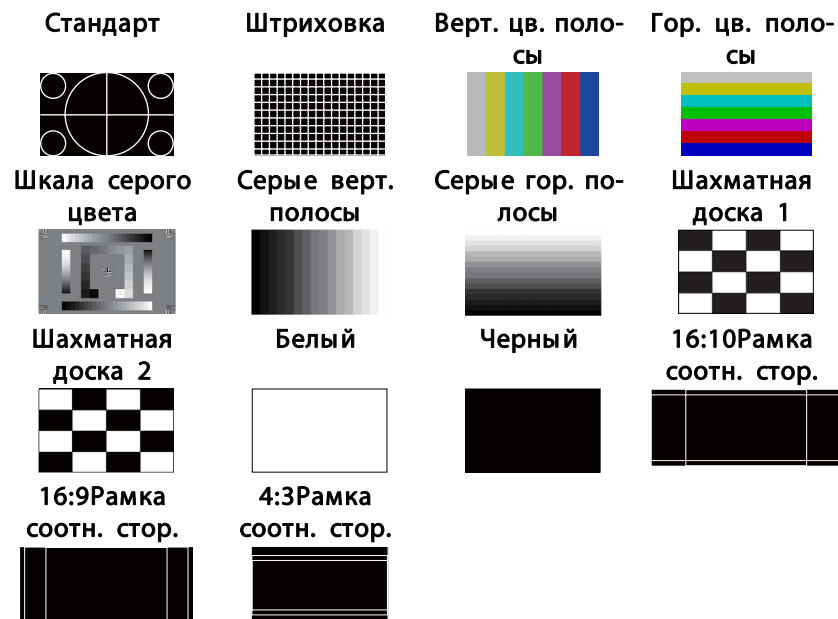 Стандарт
Штриховка
Верт. цв. поло-
сы
Гор. цв. поло-
сы
Шкала серого
цвета
Серые верт.
полосы
Серые гор. по-
лосы
Шахматная
доска 1
Шахматная
доска 2
Белый
Черный
16:10Рамка
соотн. стор.
16:9Рамка
соотн. стор.
4:3Рамка
соотн. стор.